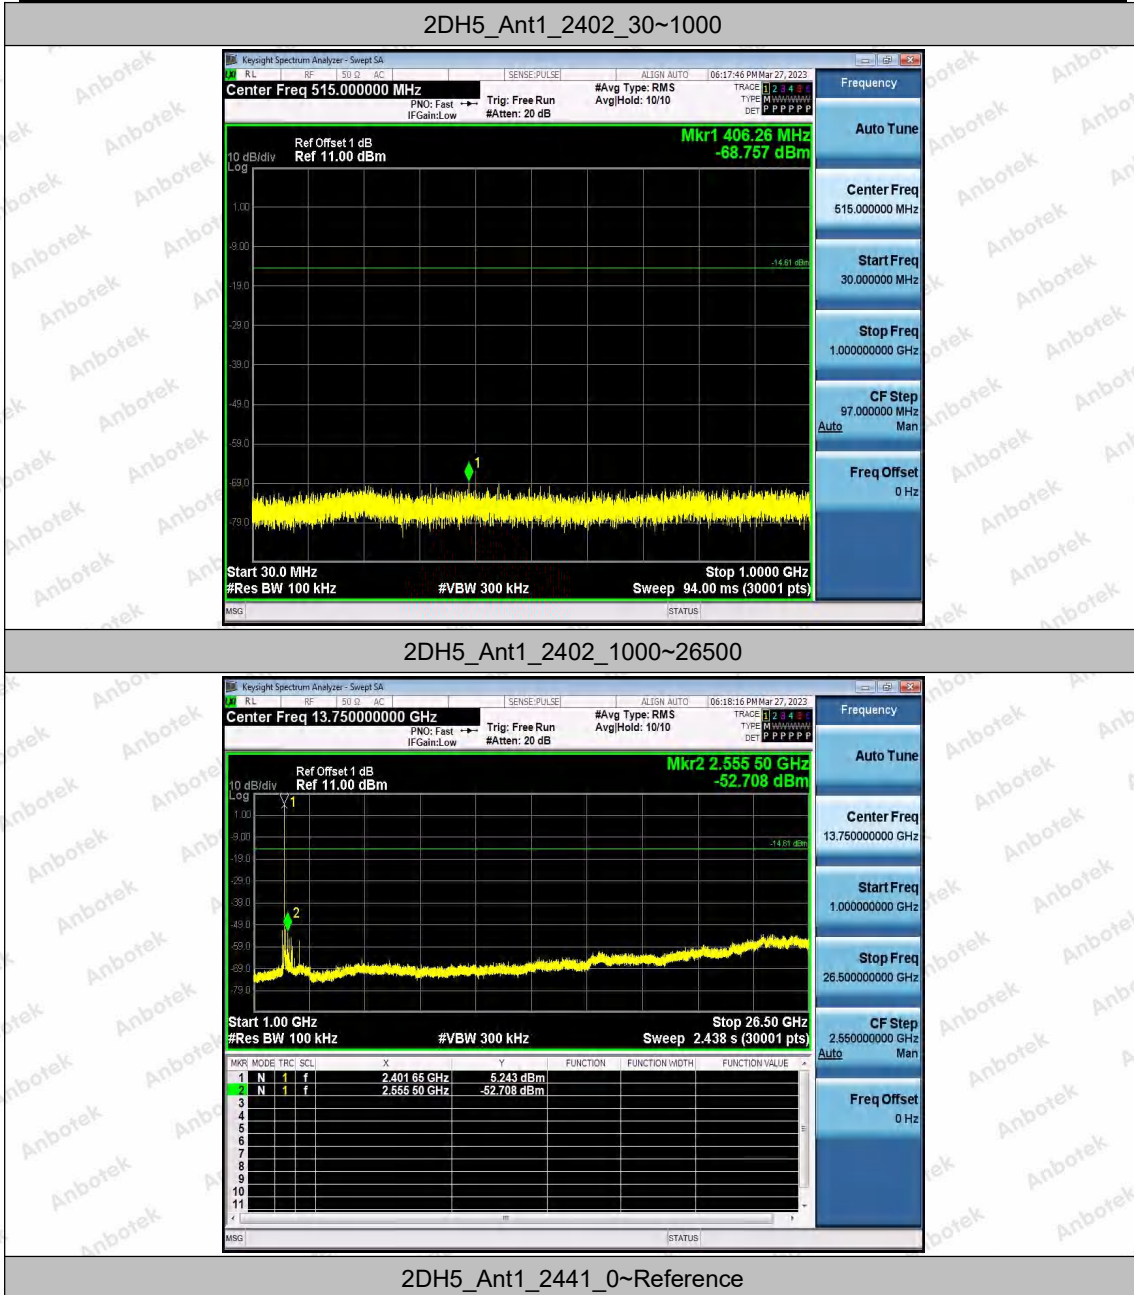 2DH5_Ant1_2402_30~1000
Keysight Spectrum Analyzer - Swept SA
RL RF 50 Ω AC SENSE:PULSE ALIGN AUTO 06:17:46 PM Mar 27, 2023
Center Freq 515.000000 MHz
PNO: Fast
IFGain:Low
Trig: Free Run
#Atten: 20 dB
#Avg Type: RMS
Avg|Hold: 10/10
TRACE 1 2 3 4 5 6
TYPE M W W W W W
DET P P P P P P
Mkr1 406.26 MHz
-68.757 dBm
Ref Offset 1 dB
10 dB/div Ref 11.00 dBm
Log
1.00
-9.00
-14.61 dBm
-19.0
-29.0
-39.0
-49.0
-59.0
1
-69.0
-79.0
Start 30.0 MHz Stop 1.0000 GHz
#Res BW 100 kHz #VBW 300 kHz Sweep 94.00 ms (30001 pts)
MSG STATUS
Frequency
Auto Tune
Center Freq
515.000000 MHz
Start Freq
30.000000 MHz
Stop Freq
1.000000000 GHz
CF Step
97.000000 MHz
Auto Man
Freq Offset
0 Hz
2DH5_Ant1_2402_1000~26500
Keysight Spectrum Analyzer - Swept SA
RL RF 50 Ω AC SENSE:PULSE ALIGN AUTO 06:18:16 PM Mar 27, 2023
Center Freq 13.750000000 GHz
PNO: Fast
IFGain:Low
Trig: Free Run
#Atten: 20 dB
#Avg Type: RMS
Avg|Hold: 10/10
TRACE 1 2 3 4 5 6
TYPE M W W W W W
DET P P P P P P
Mkr2 2.555 50 GHz
-52.708 dBm
Ref Offset 1 dB
10 dB/div Ref 11.00 dBm
Log
1
1.00
-9.00
-14.61 dBm
-19.0
-29.0
-39.0
2
-49.0
-59.0
-69.0
-79.0
Start 1.00 GHz Stop 26.50 GHz
#Res BW 100 kHz #VBW 300 kHz Sweep 2.438 s (30001 pts)
MKR MODE TRC SCL X Y FUNCTION FUNCTION WIDTH FUNCTION VALUE
1 N 1 f 2.401 65 GHz 5.243 dBm
2 N 1 f 2.555 50 GHz -52.708 dBm
3
4
5
6
7
8
9
10
11
MSG STATUS
Frequency
Auto Tune
Center Freq
13.750000000 GHz
Start Freq
1.000000000 GHz
Stop Freq
26.500000000 GHz
CF Step
2.550000000 GHz
Auto Man
Freq Offset
0 Hz
2DH5_Ant1_2441_0~Reference
Anbotek